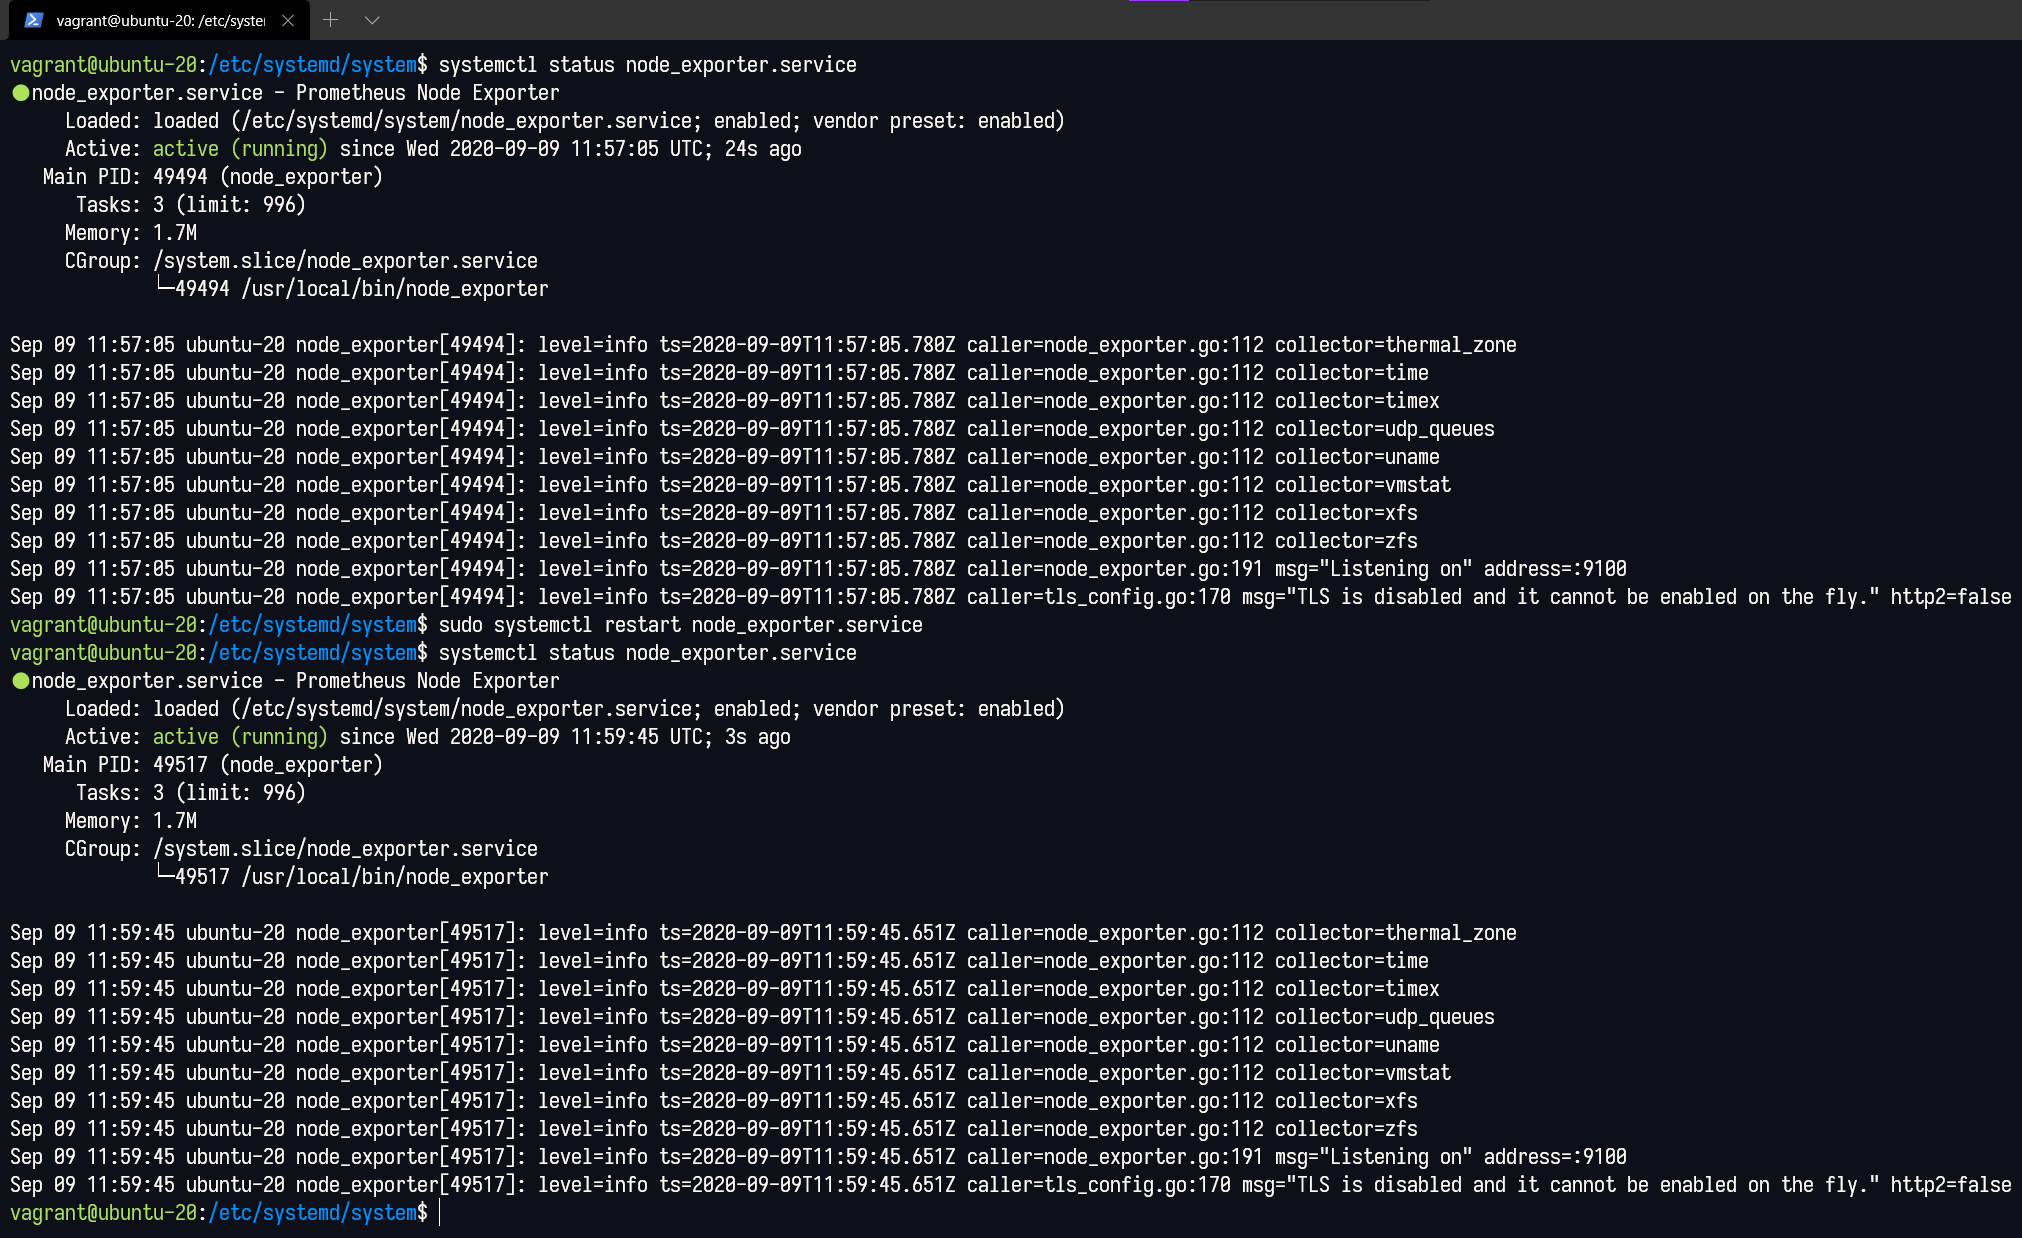 vagrant@ubuntu-20: /etc/syster
vagrant@ubuntu-20:/etc/systemd/system$ systemctl status node_exporter.service
●node_exporter.service - Prometheus Node Exporter
     Loaded: loaded (/etc/systemd/system/node_exporter.service; enabled; vendor preset: enabled)
     Active: active (running) since Wed 2020-09-09 11:57:05 UTC; 24s ago
   Main PID: 49494 (node_exporter)
      Tasks: 3 (limit: 996)
     Memory: 1.7M
     CGroup: /system.slice/node_exporter.service
             └─49494 /usr/local/bin/node_exporter
Sep 09 11:57:05 ubuntu-20 node_exporter[49494]: level=info ts=2020-09-09T11:57:05.780Z caller=node_exporter.go:112 collector=thermal_zone
Sep 09 11:57:05 ubuntu-20 node_exporter[49494]: level=info ts=2020-09-09T11:57:05.780Z caller=node_exporter.go:112 collector=time
Sep 09 11:57:05 ubuntu-20 node_exporter[49494]: level=info ts=2020-09-09T11:57:05.780Z caller=node_exporter.go:112 collector=timex
Sep 09 11:57:05 ubuntu-20 node_exporter[49494]: level=info ts=2020-09-09T11:57:05.780Z caller=node_exporter.go:112 collector=udp_queues
Sep 09 11:57:05 ubuntu-20 node_exporter[49494]: level=info ts=2020-09-09T11:57:05.780Z caller=node_exporter.go:112 collector=uname
Sep 09 11:57:05 ubuntu-20 node_exporter[49494]: level=info ts=2020-09-09T11:57:05.780Z caller=node_exporter.go:112 collector=vmstat
Sep 09 11:57:05 ubuntu-20 node_exporter[49494]: level=info ts=2020-09-09T11:57:05.780Z caller=node_exporter.go:112 collector=xfs
Sep 09 11:57:05 ubuntu-20 node_exporter[49494]: level=info ts=2020-09-09T11:57:05.780Z caller=node_exporter.go:112 collector=zfs
Sep 09 11:57:05 ubuntu-20 node_exporter[49494]: level=info ts=2020-09-09T11:57:05.780Z caller=node_exporter.go:191 msg="Listening on" address=:9100
Sep 09 11:57:05 ubuntu-20 node_exporter[49494]: level=info ts=2020-09-09T11:57:05.780Z caller=tls_config.go:170 msg="TLS is disabled and it cannot be enabled on the fly." http2=false
vagrant@ubuntu-20:/etc/systemd/system$ sudo systemctl restart node_exporter.service
vagrant@ubuntu-20:/etc/systemd/system$ systemctl status node_exporter.service
●node_exporter.service - Prometheus Node Exporter
     Loaded: loaded (/etc/systemd/system/node_exporter.service; enabled; vendor preset: enabled)
     Active: active (running) since Wed 2020-09-09 11:59:45 UTC; 3s ago
   Main PID: 49517 (node_exporter)
      Tasks: 3 (limit: 996)
     Memory: 1.7M
     CGroup: /system.slice/node_exporter.service
             └─49517 /usr/local/bin/node_exporter
Sep 09 11:59:45 ubuntu-20 node_exporter[49517]: level=info ts=2020-09-09T11:59:45.651Z caller=node_exporter.go:112 collector=thermal_zone
Sep 09 11:59:45 ubuntu-20 node_exporter[49517]: level=info ts=2020-09-09T11:59:45.651Z caller=node_exporter.go:112 collector=time
Sep 09 11:59:45 ubuntu-20 node_exporter[49517]: level=info ts=2020-09-09T11:59:45.651Z caller=node_exporter.go:112 collector=timex
Sep 09 11:59:45 ubuntu-20 node_exporter[49517]: level=info ts=2020-09-09T11:59:45.651Z caller=node_exporter.go:112 collector=udp_queues
Sep 09 11:59:45 ubuntu-20 node_exporter[49517]: level=info ts=2020-09-09T11:59:45.651Z caller=node_exporter.go:112 collector=uname
Sep 09 11:59:45 ubuntu-20 node_exporter[49517]: level=info ts=2020-09-09T11:59:45.651Z caller=node_exporter.go:112 collector=vmstat
Sep 09 11:59:45 ubuntu-20 node_exporter[49517]: level=info ts=2020-09-09T11:59:45.651Z caller=node_exporter.go:112 collector=xfs
Sep 09 11:59:45 ubuntu-20 node_exporter[49517]: level=info ts=2020-09-09T11:59:45.651Z caller=node_exporter.go:112 collector=zfs
Sep 09 11:59:45 ubuntu-20 node_exporter[49517]: level=info ts=2020-09-09T11:59:45.651Z caller=node_exporter.go:191 msg="Listening on" address=:9100
Sep 09 11:59:45 ubuntu-20 node_exporter[49517]: level=info ts=2020-09-09T11:59:45.651Z caller=tls_config.go:170 msg="TLS is disabled and it cannot be enabled on the fly." http2=false
vagrant@ubuntu-20:/etc/systemd/system$